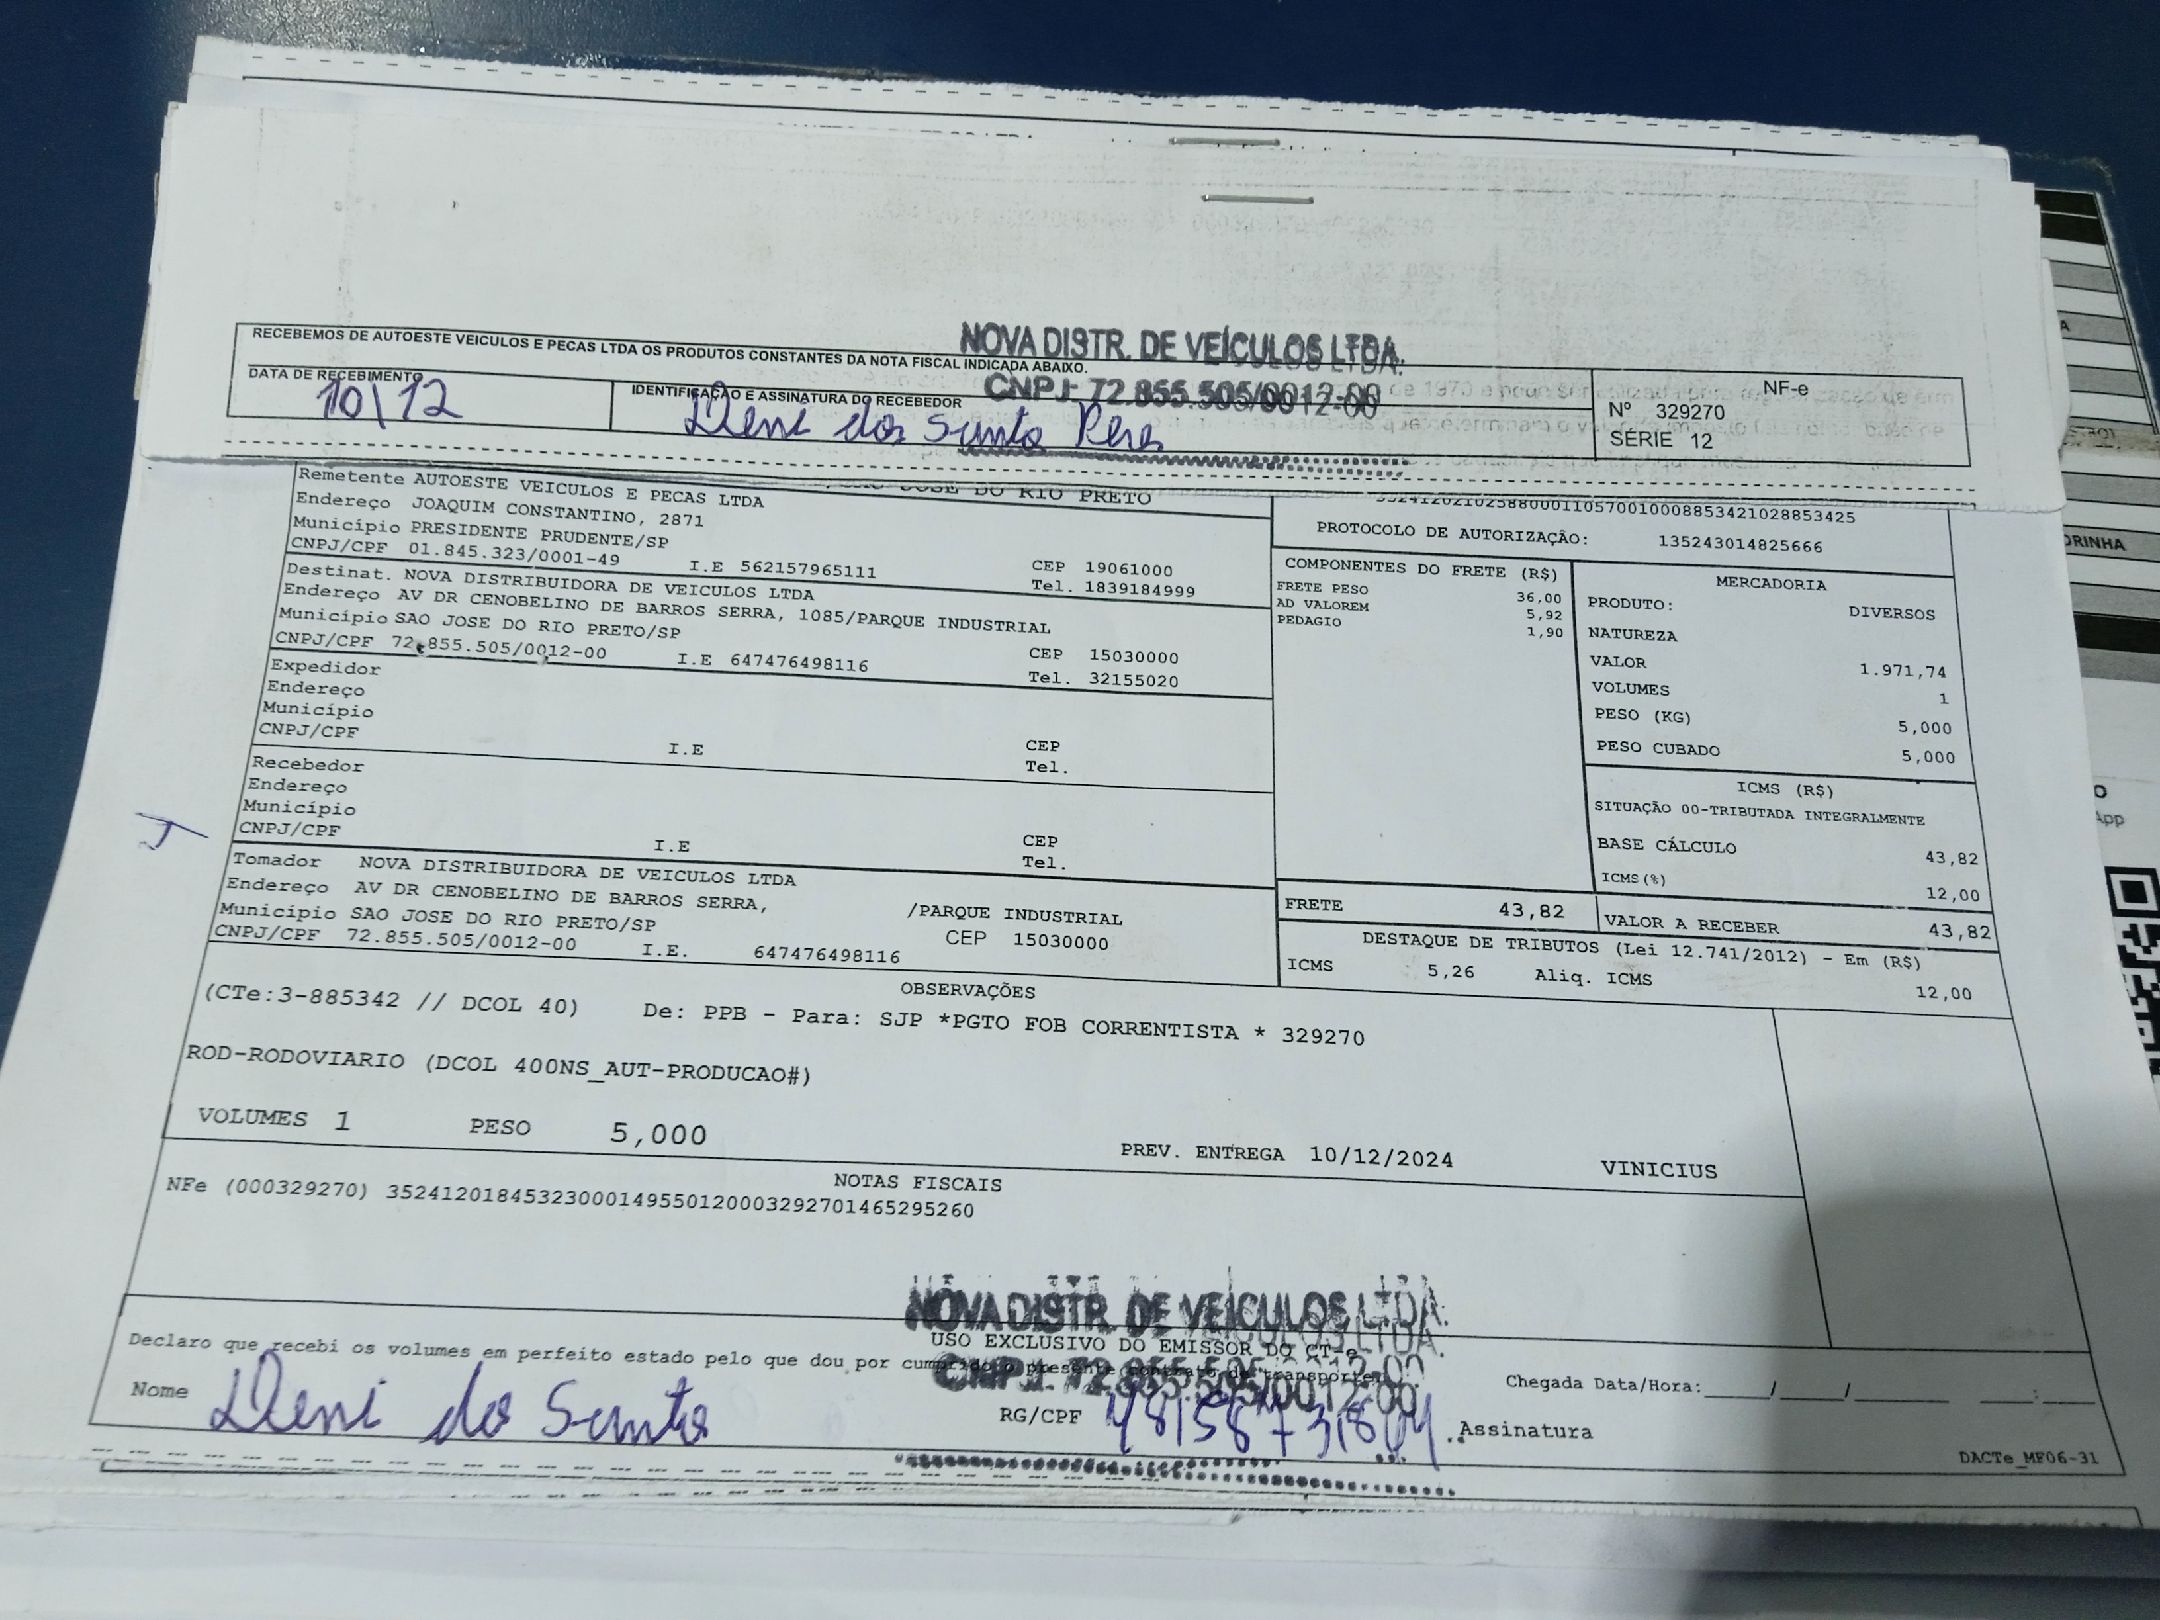 NOVA DISTR. DE VEÍCULOS LTDA.
RECEBEMOS DE AUTOESTE VEICULOS E PECAS LTDA OS PRODUTOS CONSTANTES DA NOTA FISCAL INDICADA ABAIXO.
CNPJ: 72.855.505/0012-00
DATA DE RECEBIMENTO
10/12
IDENTIFICAÇÃO E ASSINATURA DO RECEBEDOR
NF-e
Nº 329270
SÉRIE 12
JOSE DO RIO PRETO
Remetente AUTOESTE VEICULOS E PECAS LTDA
Endereço JOAQUIM CONSTANTINO, 2871
Município PRESIDENTE PRUDENTE/SP
CNPJ/CPF 01.845.323/0001-49 I.E 562157965111 CEP 19061000
Tel. 1839184999
Destinat. NOVA DISTRIBUIDORA DE VEICULOS LTDA
Endereço AV DR CENOBELINO DE BARROS SERRA, 1085/PARQUE INDUSTRIAL
Município SAO JOSE DO RIO PRETO/SP
CNPJ/CPF 72.855.505/0012-00 I.E 647476498116 CEP 15030000
Tel. 32155020
Expedidor
Endereço
Município
CNPJ/CPF I.E CEP
Tel.
Recebedor
Endereço
Município
CNPJ/CPF I.E CEP
Tel.
Tomador NOVA DISTRIBUIDORA DE VEICULOS LTDA
Endereço AV DR CENOBELINO DE BARROS SERRA, /PARQUE INDUSTRIAL
Município SAO JOSE DO RIO PRETO/SP CEP 15030000
CNPJ/CPF 72.855.505/0012-00 I.E. 647476498116
PROTOCOLO DE AUTORIZAÇÃO: 135243014825666
COMPONENTES DO FRETE (R$)
FRETE PESO 36,00
AD VALOREM 5,92
PEDAGIO 1,90
MERCADORIA
PRODUTO: DIVERSOS
NATUREZA
VALOR 1.971,74
VOLUMES 1
PESO (KG) 5,000
PESO CUBADO 5,000
ICMS (R$)
SITUAÇÃO 00-TRIBUTADA INTEGRALMENTE
BASE CÁLCULO 43,82
ICMS(%) 12,00
FRETE 43,82
VALOR A RECEBER 43,82
DESTAQUE DE TRIBUTOS (Lei 12.741/2012) - Em (R$)
ICMS 5,26 Aliq. ICMS 12,00
OBSERVAÇÕES
(CTe:3-885342 // DCOL 40) De: PPB - Para: SJP *PGTO FOB CORRENTISTA * 329270
ROD-RODOVIARIO (DCOL 400NS_AUT-PRODUCAO#)
VOLUMES 1 PESO 5,000 PREV. ENTREGA 10/12/2024 VINICIUS
NOTAS FISCAIS
NFe (000329270) 35241201845323000149550120003292701465295260
NOVA DISTR. DE VEÍCULOS LTDA.
USO EXCLUSIVO DO EMISSOR DO CT-e
Declaro que recebi os volumes em perfeito estado pelo que dou por cumprido o presente contrato de transporte.
CNPJ: 72.855.505/0012-00
Chegada Data/Hora:____/____/____ ____:____
Nome
RG/CPF
Assinatura
DACTe_MF06-31